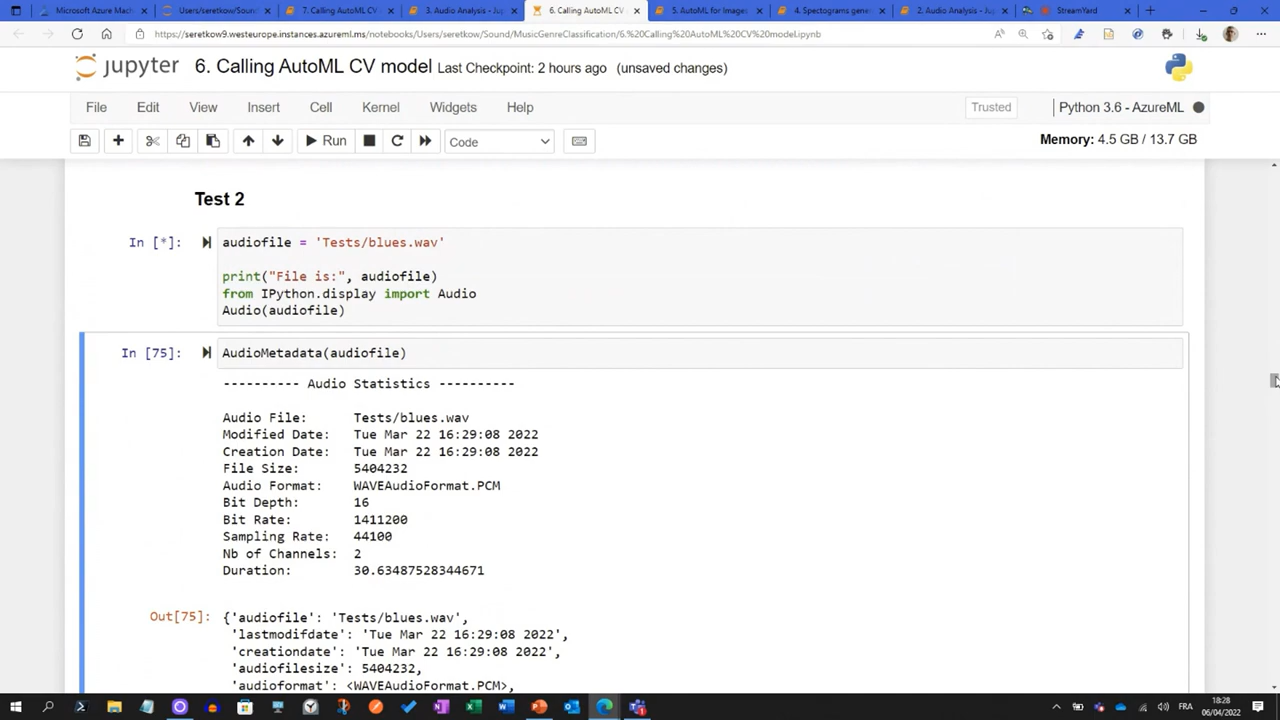 Microsoft Azure Mach
Users/seretkow/Sound/
7. Calling AutoML CV
3. Audio Analysis - Jup
6. Calling AutoML CV
5. AutoML for Images
4. Spectograms gene
2. Audio Analysis - Ju
StreamYard
https://seretkow9.westeurope.instances.azureml.ms/notebooks/Users/seretkow/Sound/MusicGenreClassification/6.%20Calling%20AutoML%20CV%20model.ipynb
jupyter 6. Calling AutoML CV model Last Checkpoint: 2 hours ago (unsaved changes)
File Edit View Insert Cell Kernel Widgets Help Trusted Python 3.6 - AzureML
Run Code Memory: 4.5 GB / 13.7 GB
Test 2
In [*]: audiofile = 'Tests/blues.wav'
print("File is:", audiofile)
from IPython.display import Audio
Audio(audiofile)
In [75]: AudioMetadata(audiofile)
---------- Audio Statistics ----------
Audio File: Tests/blues.wav
Modified Date: Tue Mar 22 16:29:08 2022
Creation Date: Tue Mar 22 16:29:08 2022
File Size: 5404232
Audio Format: WAVEAudioFormat.PCM
Bit Depth: 16
Bit Rate: 1411200
Sampling Rate: 44100
Nb of Channels: 2
Duration: 30.63487528344671
Out[75]: {'audiofile': 'Tests/blues.wav',
'lastmodifdate': 'Tue Mar 22 16:29:08 2022',
'creationdate': 'Tue Mar 22 16:29:08 2022',
'audiofilesize': 5404232,
'audioformat': <WAVEAudioFormat.PCM>,
FRA
18:28
06/04/2022